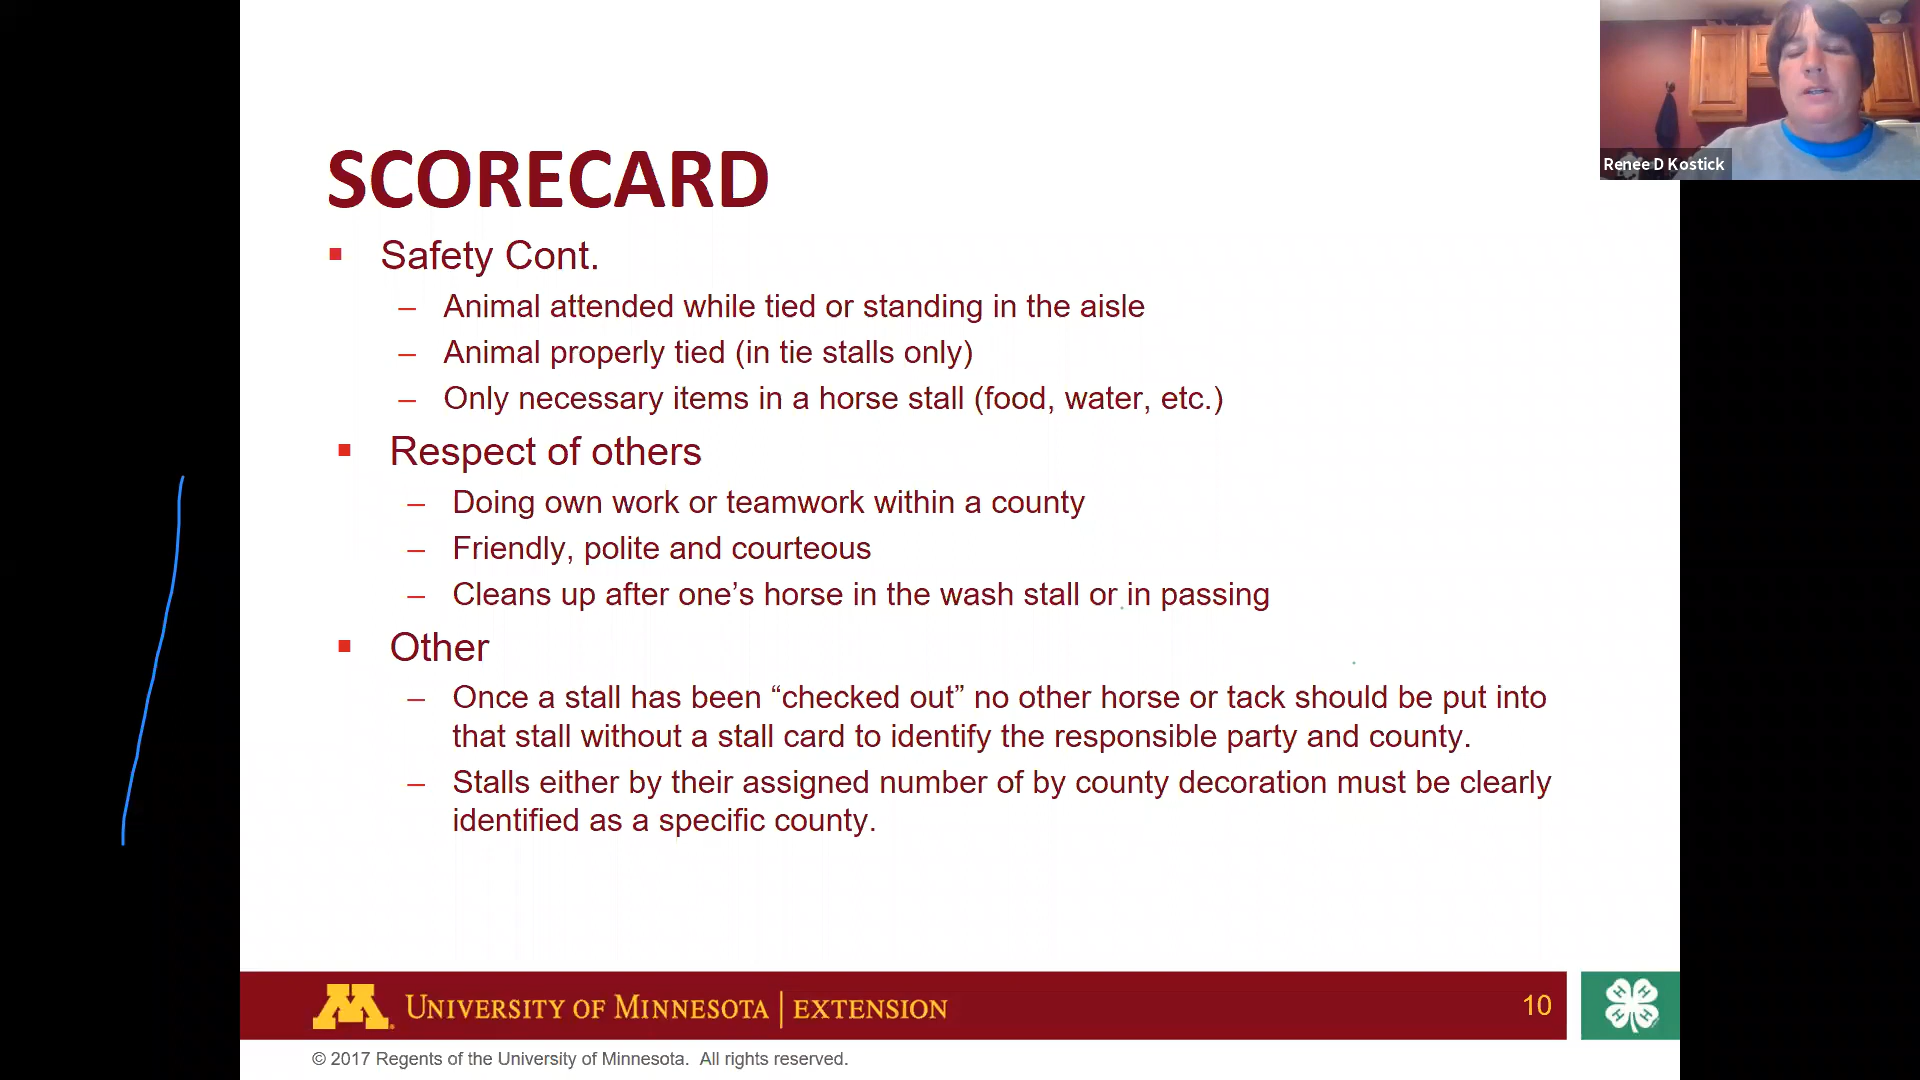 Renee D Kostick
SCORECARD
Safety Cont.
– Animal attended while tied or standing in the aisle
– Animal properly tied (in tie stalls only)
– Only necessary items in a horse stall (food, water, etc.)
Respect of others
– Doing own work or teamwork within a county
– Friendly, polite and courteous
– Cleans up after one’s horse in the wash stall or in passing
Other
– Once a stall has been “checked out” no other horse or tack should be put into
that stall without a stall card to identify the responsible party and county.
– Stalls either by their assigned number of by county decoration must be clearly
identified as a specific county.
M UNIVERSITY OF MINNESOTA | EXTENSION
10
H H H H
© 2017 Regents of the University of Minnesota. All rights reserved.